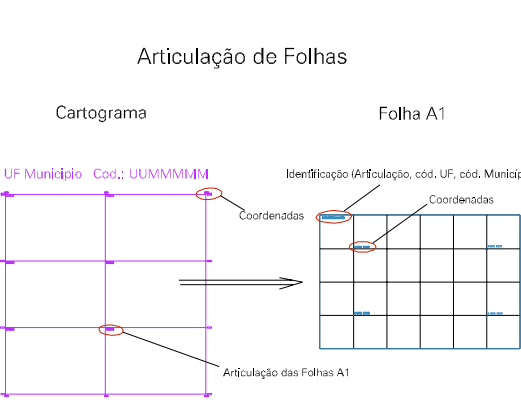 Articulação de Folhas
Cartograma
Folha A1
UF Municipio Cod.: UUMMMMM
Identificação (Articulação, cód. UF, cód. Municíp
Coordenadas
Coordenadas
Articulação das Folhas A1